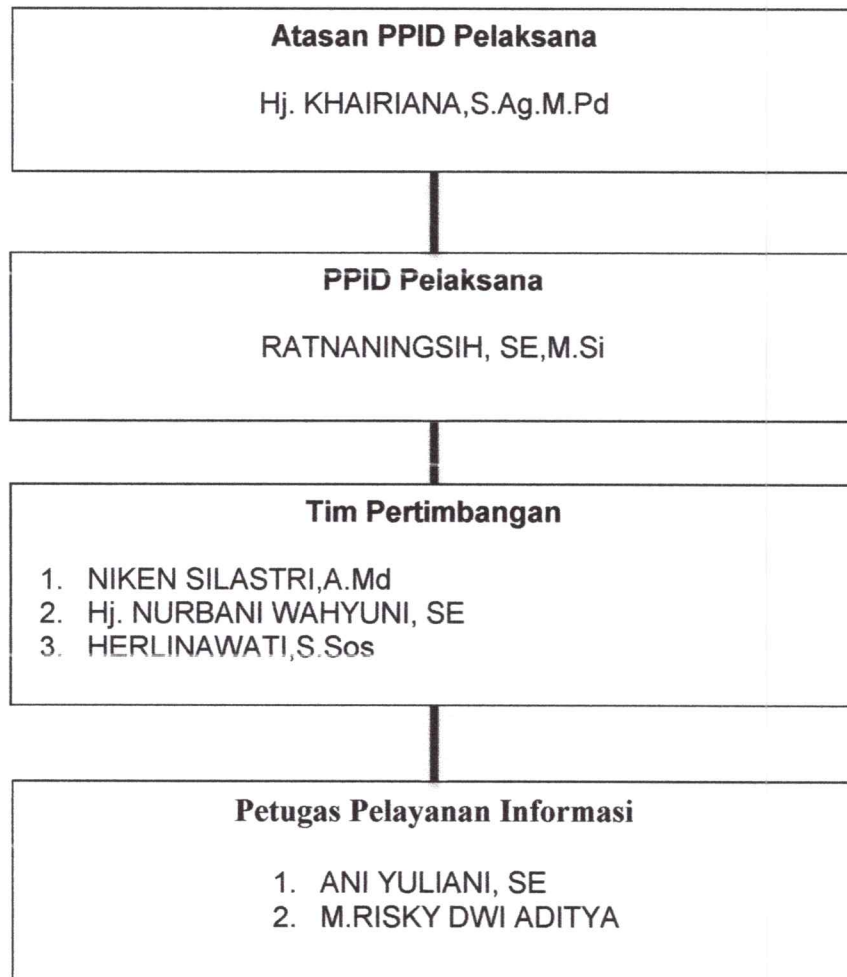 Atasan PPID Pelaksana
Hj. KHAIRIANA,S.Ag.M.Pd
PPiD Pelaksana
RATNANINGSIH, SE,M.Si
Tim Pertimbangan
1. NIKEN SILASTRI,A.Md
2. Hj. NURBANI WAHYUNI, SE
3. HERLINAWATI,S.Sos
Petugas Pelayanan Informasi
1. ANI YULIANI, SE
2. M.RISKY DWI ADITYA